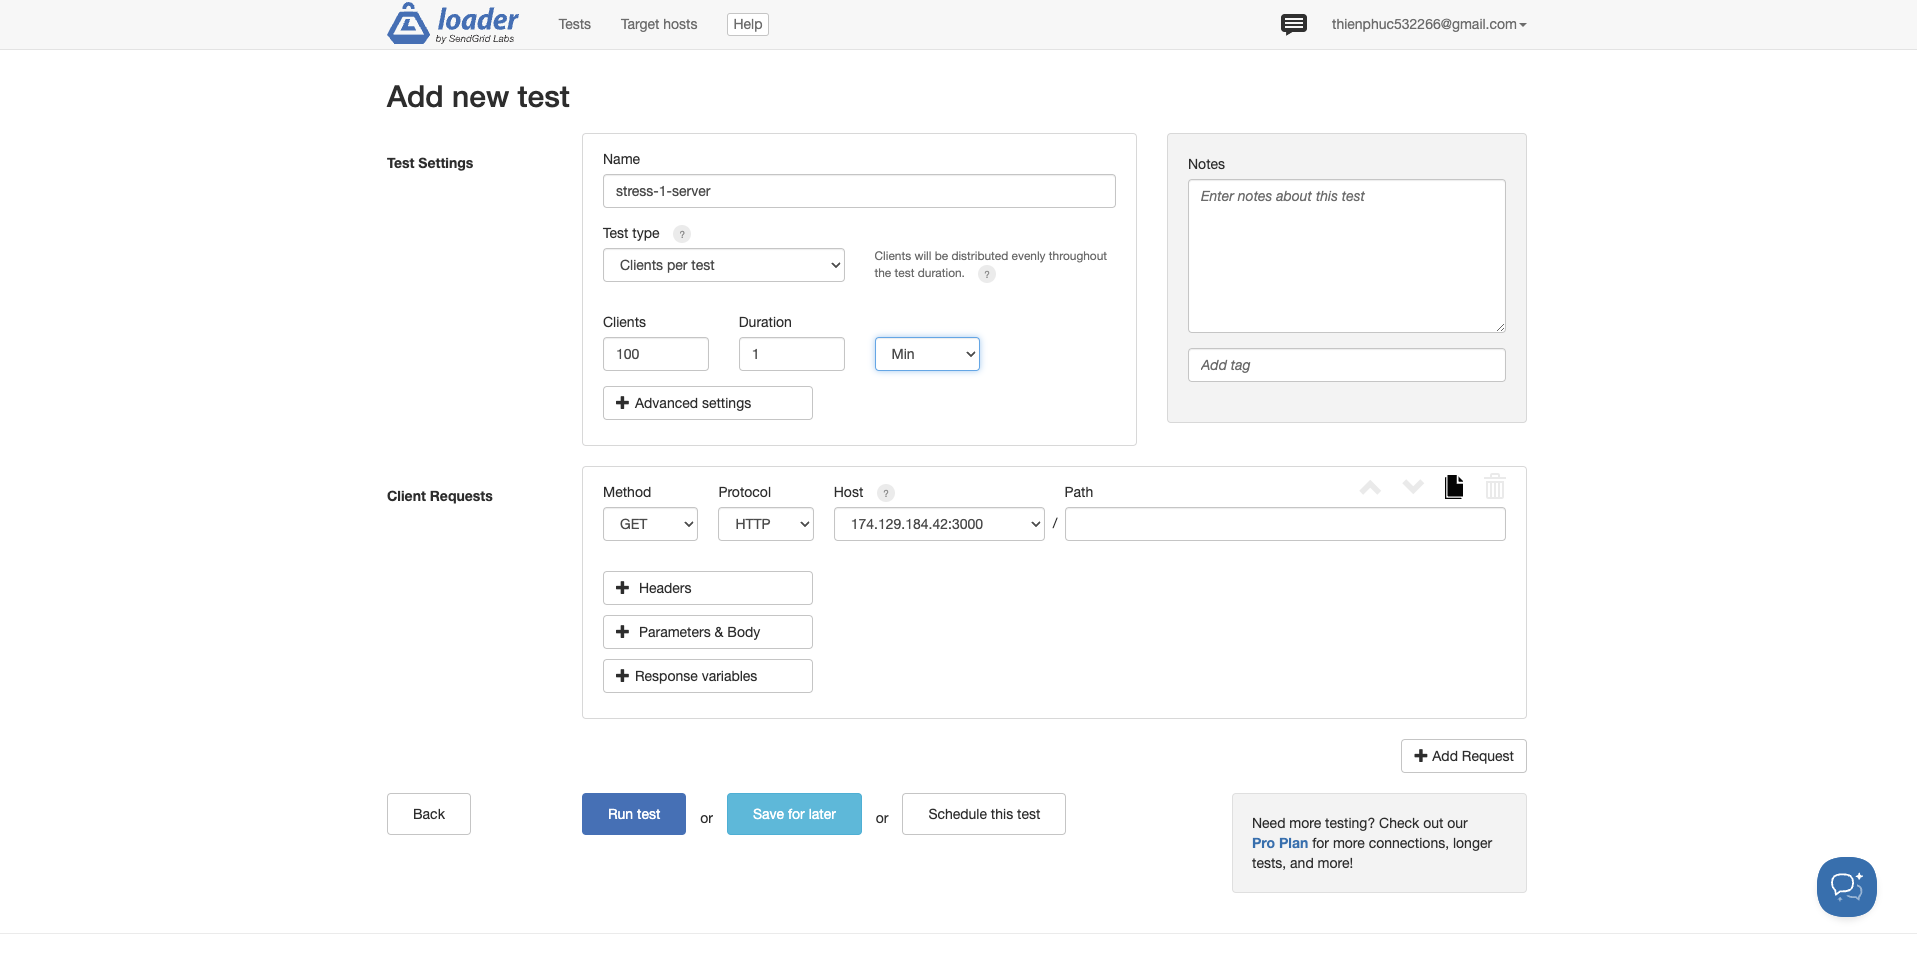 loader
by SendGrid Labs
Tests
Target hosts
Help
thienphuc532266@gmail.com
Add new test
Test Settings
Name
stress-1-server
Test type ?
Clients per test
Clients will be distributed evenly throughout
the test duration. ?
Clients
Duration
100
1
Min
Advanced settings
Notes
Enter notes about this test
Add tag
Client Requests
Method
Protocol
Host ?
Path
GET
HTTP
174.129.184.42:3000
/
Headers
Parameters & Body
Response variables
Add Request
Back
Run test
or
Save for later
or
Schedule this test
Need more testing? Check out our
Pro Plan for more connections, longer
tests, and more!